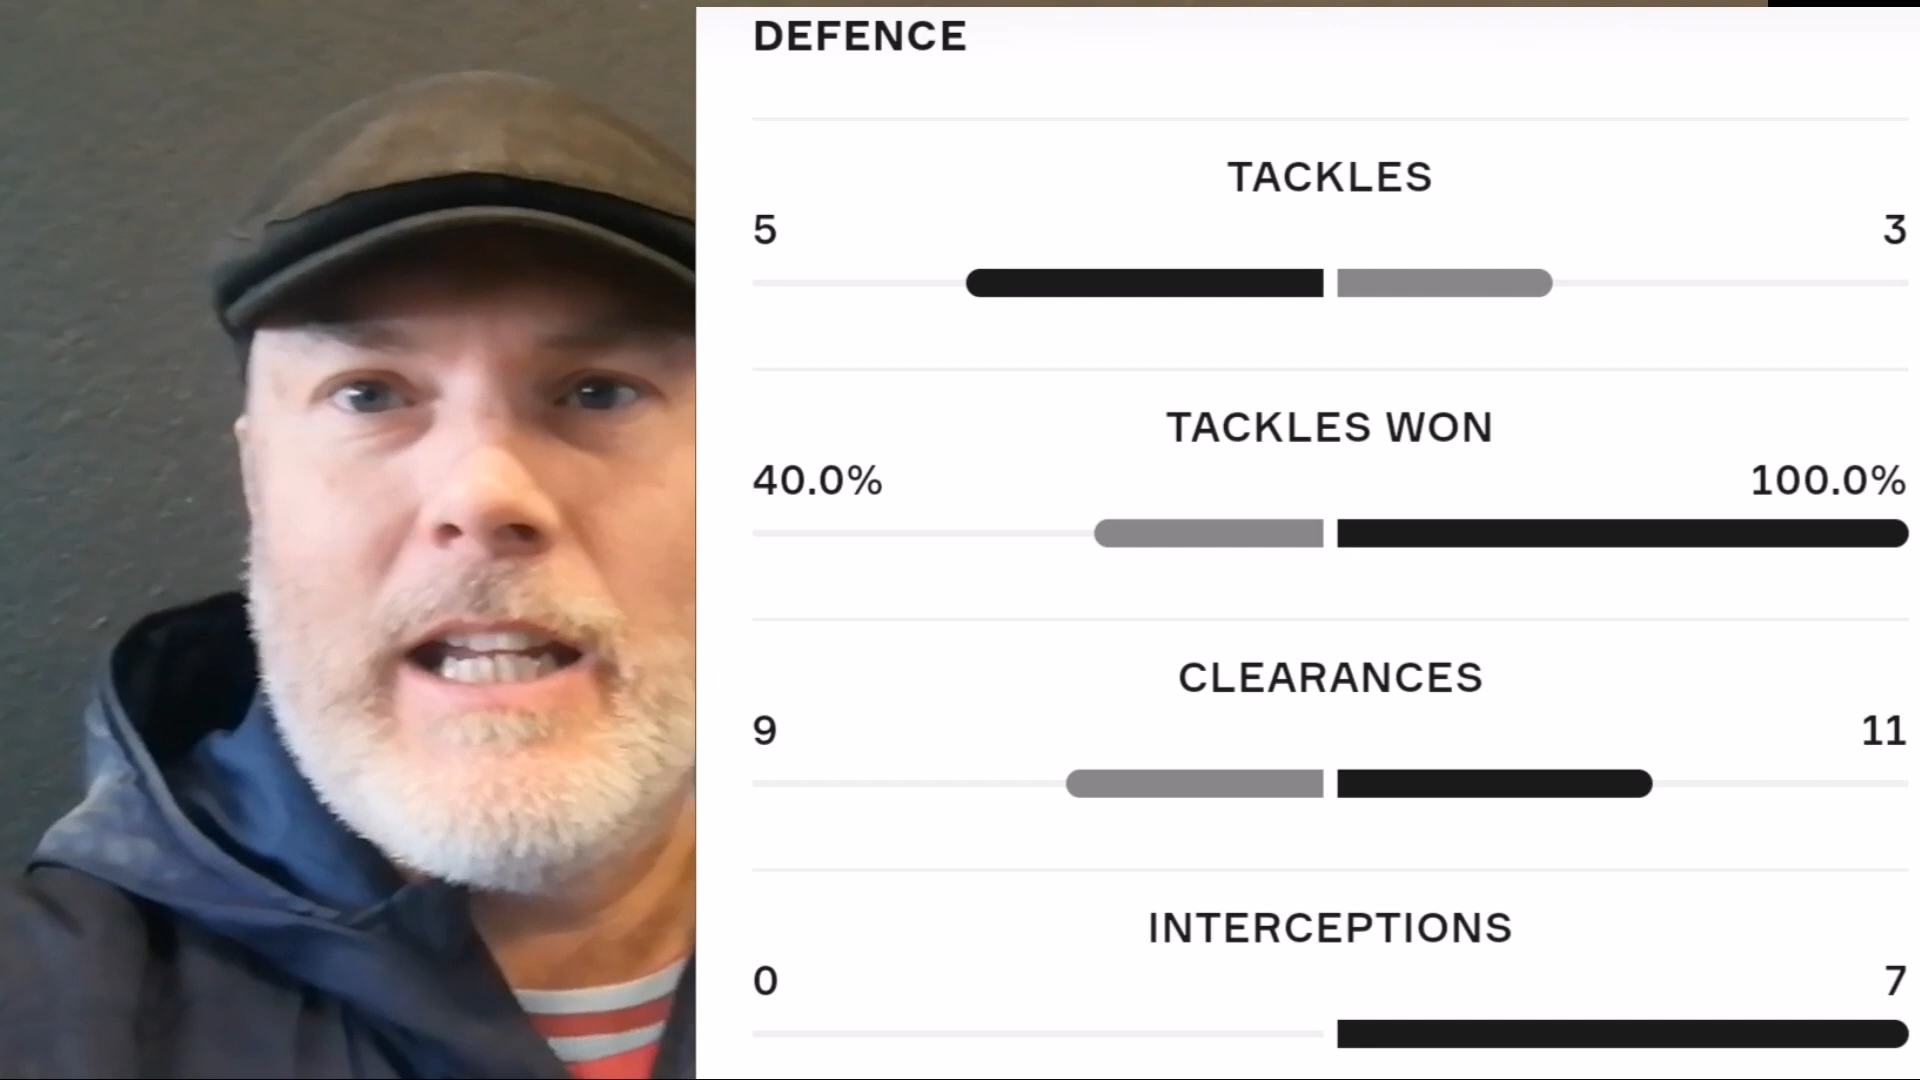 DEFENCE
TACKLES
5 3
TACKLES WON
40.0% 100.0%
CLEARANCES
9 11
INTERCEPTIONS
0 7